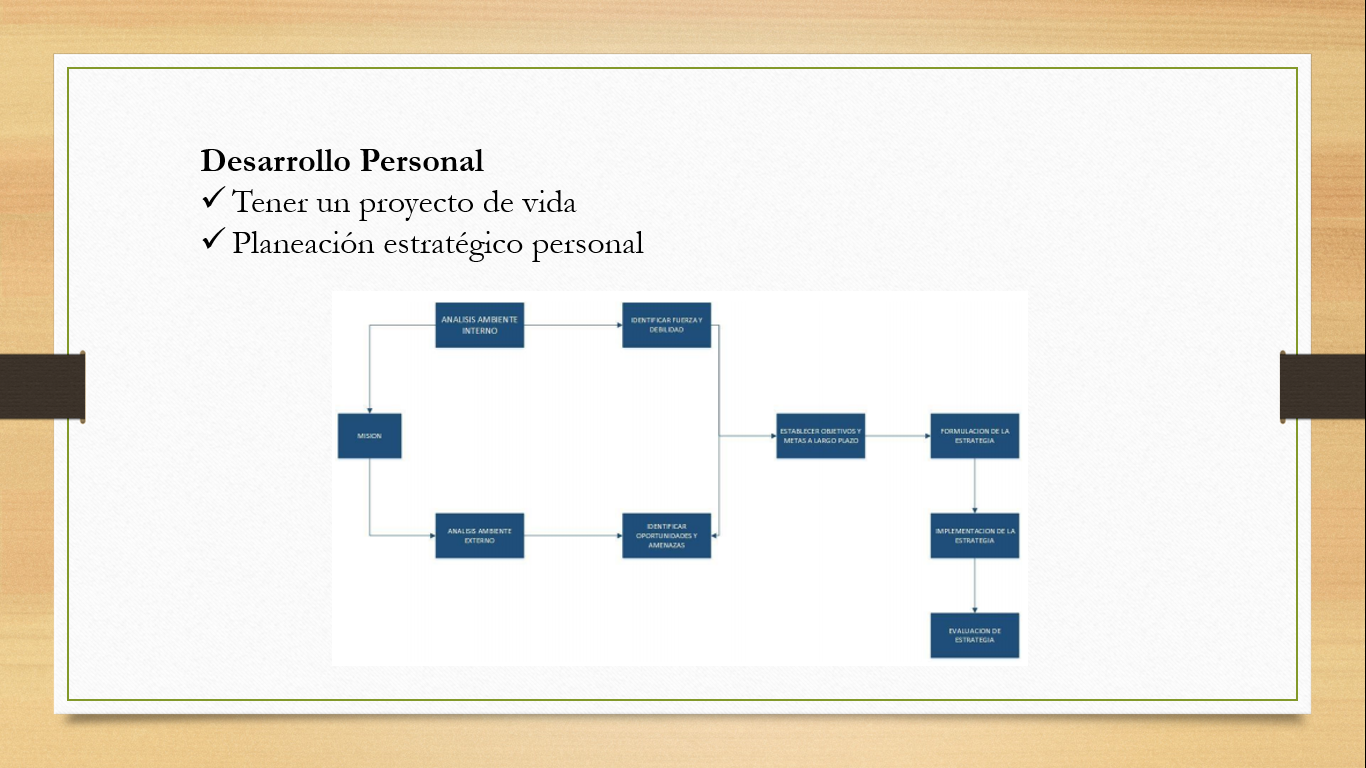 Desarrollo Personal
✓ Tener un proyecto de vida
✓ Planeación estratégico personal
ANALISIS AMBIENTE
INTERNO
IDENTIFICAR FUERZA Y
DEBILIDAD
MISION
ESTABLECER OBJETIVOS Y
METAS A LARGO PLAZO
FORMULACION DE LA
ESTRATEGIA
ANALISIS AMBIENTE
EXTERNO
IDENTIFICAR
OPORTUNIDADES Y
AMENAZAS
IMPLEMENTACION DE LA
ESTRATEGIA
EVALUACION DE
ESTRATEGIA